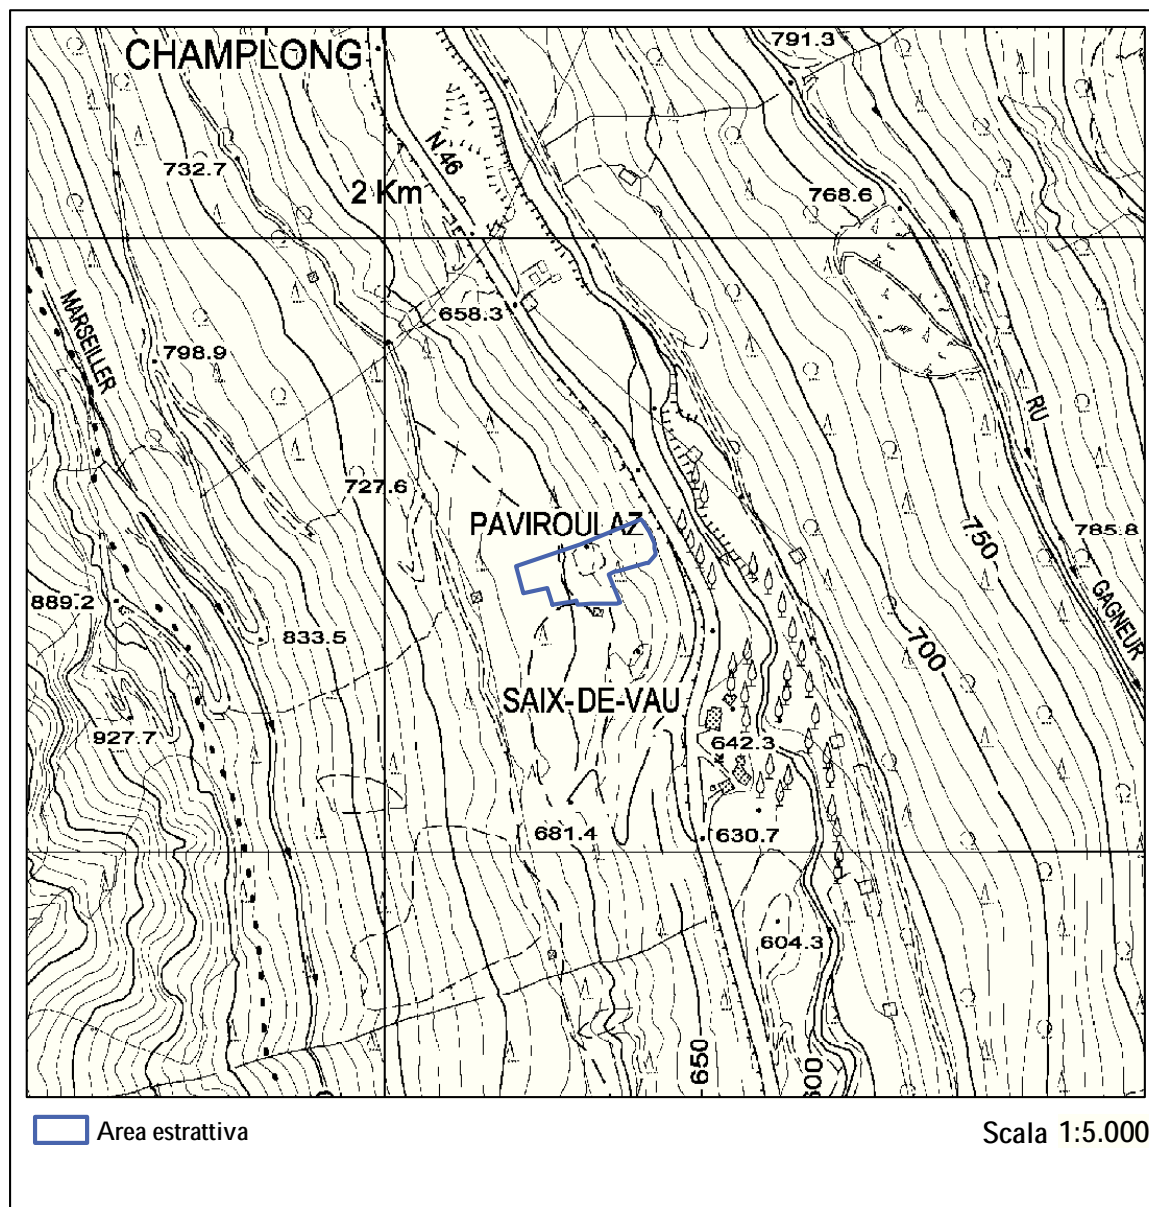 CHAMPLONG
791.3
N 46
732.7
2 Km
768.6
MARSEILLER
658.3
798.9
RU
727.6
PAVIROULAZ
750
785.8
889.2
GAGNEUR
833.5
700
SAIX-DE-VAU
927.7
642.3
681.4
630.7
604.3
650
Area estrattiva
Scala 1:5.000